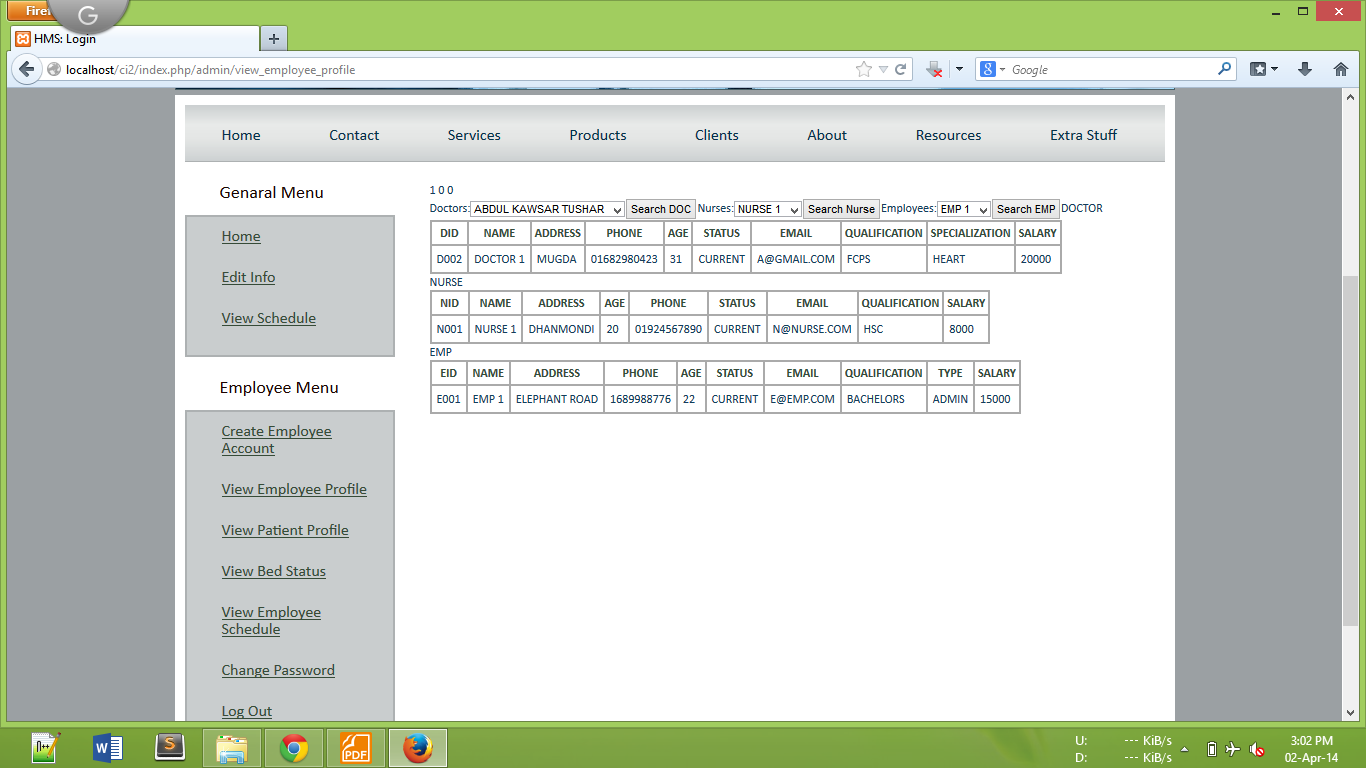 Firef
G
HMS: Login
localhost/ci2/index.php/admin/view_employee_profile
Google
Home Contact Services Products Clients About Resources Extra Stuff
Genaral Menu
Home
Edit Info
View Schedule
Employee Menu
Create Employee
Account
View Employee Profile
View Patient Profile
View Bed Status
View Employee
Schedule
Change Password
Log Out
1 0 0
Doctors: ABDUL KAWSAR TUSHAR Search DOC Nurses: NURSE 1 Search Nurse Employees: EMP 1 Search EMP DOCTOR
DID NAME ADDRESS PHONE AGE STATUS EMAIL QUALIFICATION SPECIALIZATION SALARY
D002 DOCTOR 1 MUGDA 01682980423 31 CURRENT A@GMAIL.COM FCPS HEART 20000
NURSE
NID NAME ADDRESS AGE PHONE STATUS EMAIL QUALIFICATION SALARY
N001 NURSE 1 DHANMONDI 20 01924567890 CURRENT N@NURSE.COM HSC 8000
EMP
EID NAME ADDRESS PHONE AGE STATUS EMAIL QUALIFICATION TYPE SALARY
E001 EMP 1 ELEPHANT ROAD 1689988776 22 CURRENT E@EMP.COM BACHELORS ADMIN 15000
U: --- KiB/s
D: --- KiB/s
3:02 PM
02-Apr-14
n++
W
S
PDF